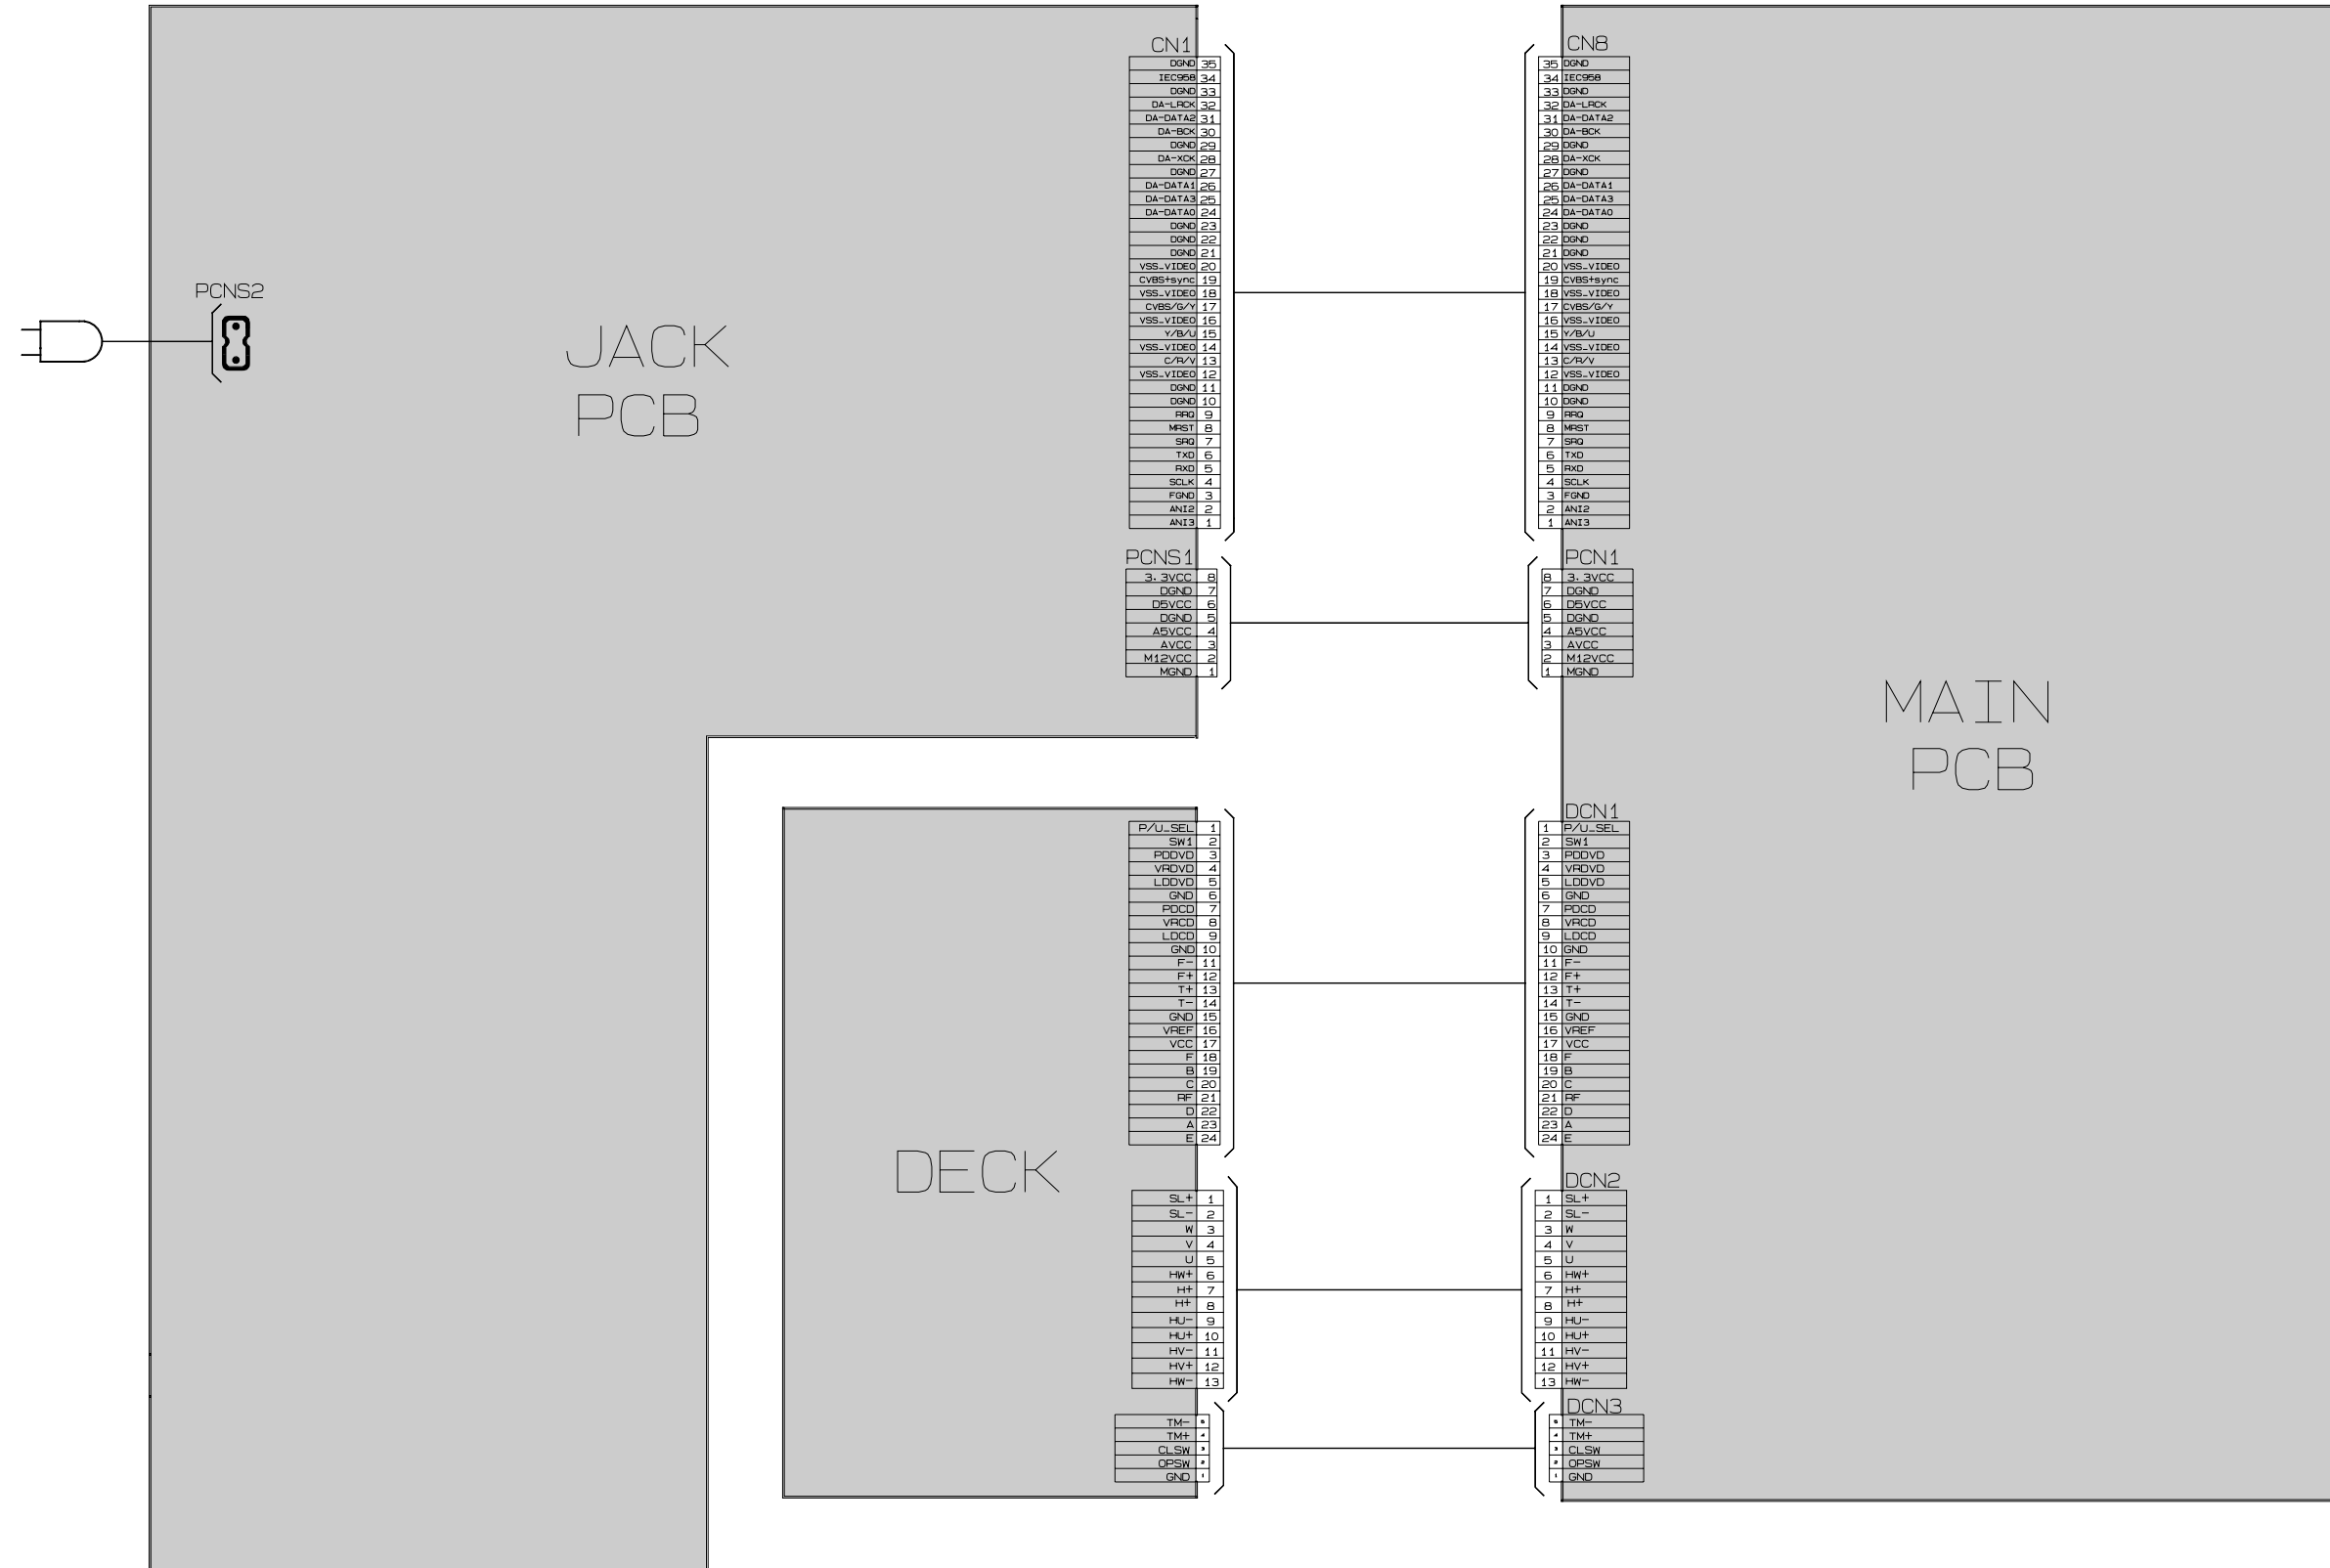 CN1
DGND 35
IEC958 34
DGND 33
DA-LRCK 32
DA-DATA2 31
DA-BCK 30
DGND 29
DA-XCK 28
DGND 27
DA-DATA1 26
DA-DATA3 25
DA-DATA0 24
DGND 23
DGND 22
DGND 21
VSS_VIDEO 20
CVBS+sync 19
VSS_VIDEO 18
CVBS/G/Y 17
VSS_VIDEO 16
Y/B/U 15
VSS_VIDEO 14
C/R/V 13
VSS_VIDEO 12
DGND 11
DGND 10
RRQ 9
MRST 8
SRQ 7
TXD 6
RXD 5
SCLK 4
FGND 3
ANI2 2
ANI3 1
CN8
35 DGND
34 IEC958
33 DGND
32 DA-LRCK
31 DA-DATA2
30 DA-BCK
29 DGND
28 DA-XCK
27 DGND
26 DA-DATA1
25 DA-DATA3
24 DA-DATA0
23 DGND
22 DGND
21 DGND
20 VSS_VIDEO
19 CVBS+sync
18 VSS_VIDEO
17 CVBS/G/Y
16 VSS_VIDEO
15 Y/B/U
14 VSS_VIDEO
13 C/R/V
12 VSS_VIDEO
11 DGND
10 DGND
9 RRQ
8 MRST
7 SRQ
6 TXD
5 RXD
4 SCLK
3 FGND
2 ANI2
1 ANI3
PCNS2
JACK
PCB
PCNS1
3.3VCC 8
DGND 7
D5VCC 6
DGND 5
A5VCC 4
AVCC 3
M12VCC 2
MGND 1
PCN1
8 3.3VCC
7 DGND
6 D5VCC
5 DGND
4 A5VCC
3 AVCC
2 M12VCC
1 MGND
MAIN
PCB
P/U_SEL 1
SW1 2
PDDVD 3
VRDVD 4
LDDVD 5
GND 6
PDCD 7
VRCD 8
LDCD 9
GND 10
F- 11
F+ 12
T+ 13
T- 14
GND 15
VREF 16
VCC 17
F 18
B 19
C 20
RF 21
D 22
A 23
E 24
DCN1
1 P/U_SEL
2 SW1
3 PDDVD
4 VRDVD
5 LDDVD
6 GND
7 PDCD
8 VRCD
9 LDCD
10 GND
11 F-
12 F+
13 T+
14 T-
15 GND
16 VREF
17 VCC
18 F
19 B
20 C
21 RF
22 D
23 A
24 E
DECK
SL+ 1
SL- 2
W 3
V 4
U 5
HW+ 6
H+ 7
H+ 8
HU- 9
HU+ 10
HV- 11
HV+ 12
HW- 13
DCN2
1 SL+
2 SL-
3 W
4 V
5 U
6 HW+
7 H+
8 H+
9 HU-
10 HU+
11 HV-
12 HV+
13 HW-
TM- 5
TM+ 4
CLSW 3
OPSW 2
GND 1
DCN3
5 TM-
4 TM+
3 CLSW
2 OPSW
1 GND